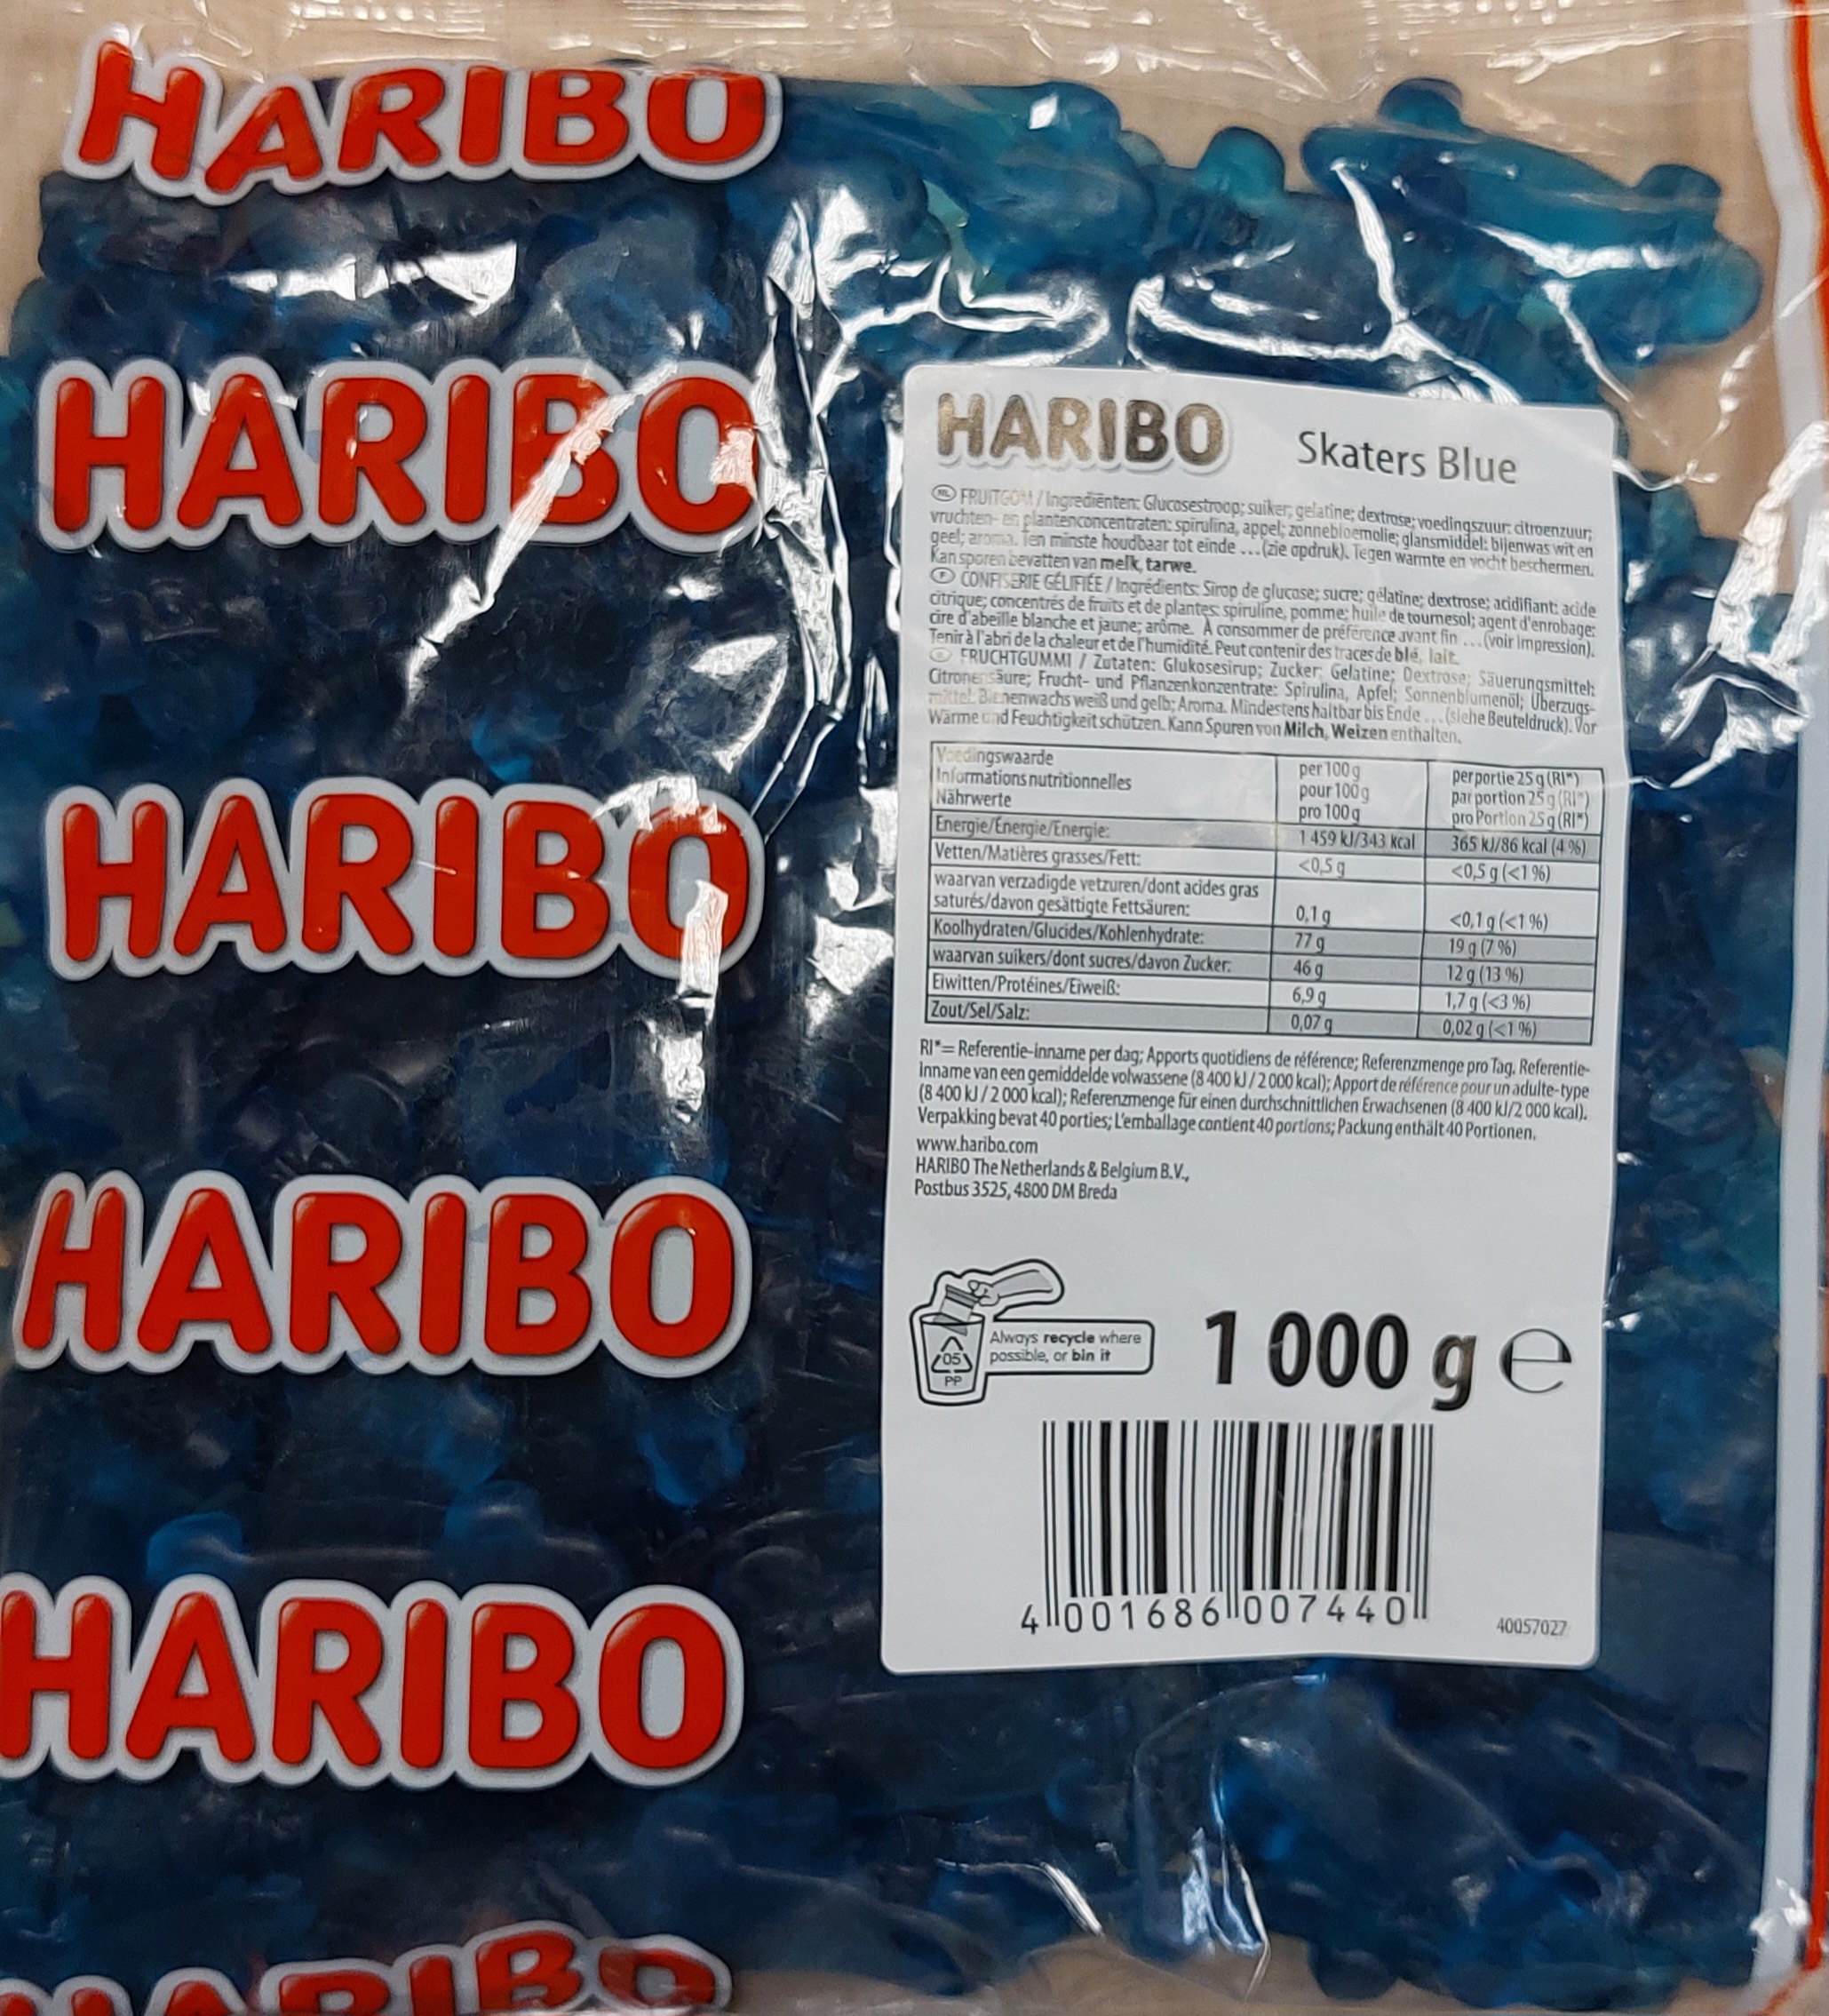 HARIBO
HARIBO
HARIBO
HARIBO
HARIBO
HARIBO
HARIBO Skaters Blue
NL FRUITGOM / Ingrediënten: Glucosestroop; suiker; gelatine; dextrose; voedingszuur: citroenzuur;
vruchten- en plantenconcentraten: spirulina, appel; zonnebloemolie; glansmiddel: bijenwas wit en
geel; aroma. Ten minste houdbaar tot einde ...(zie opdruk). Tegen warmte en vocht beschermen.
Kan sporen bevatten van melk, tarwe.
F CONFISERIE GÉLIFIÉE / Ingrédients: Sirop de glucose; sucre; gélatine; dextrose; acidifiant: acide
citrique; concentrés de fruits et de plantes: spiruline, pomme; huile de tournesol; agent d'enrobage:
cire d'abeille blanche et jaune; arôme. À consommer de préférence avant fin ...(voir impression).
Tenir à l'abri de la chaleur et de l'humidité. Peut contenir des traces de blé, lait.
D FRUCHTGUMMI / Zutaten: Glukosesirup; Zucker; Gelatine; Dextrose; Säuerungsmittel:
Citronensäure; Frucht- und Pflanzenkonzentrate: Spirulina, Apfel; Sonnenblumenöl; Überzugs-
mittel: Bienenwachs weiß und gelb; Aroma. Mindestens haltbar bis Ende ...(siehe Beuteldruck). Vor
Wärme und Feuchtigkeit schützen. Kann Spuren von Milch, Weizen enthalten.
Voedingswaarde per 100 g per portie 25 g (RI*)
Informations nutritionnelles pour 100 g par portion 25 g (RI*)
Nährwerte pro 100 g pro Portion 25 g (RI*)
Energie/Énergie/Energie: 1 459 kJ/343 kcal 365 kJ/86 kcal (4 %)
Vetten/Matières grasses/Fett: <0,5 g <0,5 g (<1 %)
waarvan verzadigde vetzuren/dont acides gras
saturés/davon gesättigte Fettsäuren: 0,1 g <0,1 g (<1 %)
Koolhydraten/Glucides/Kohlenhydrate: 77 g 19 g (7 %)
waarvan suikers/dont sucres/davon Zucker: 46 g 12 g (13 %)
Eiwitten/Protéines/Eiweiß: 6,9 g 1,7 g (<3 %)
Zout/Sel/Salz: 0,07 g 0,02 g (<1 %)
RI*= Referentie-inname per dag; Apports quotidiens de référence; Referenzmenge pro Tag. Referentie-
inname van een gemiddelde volwassene (8 400 kJ / 2 000 kcal); Apport de référence pour un adulte-type
(8 400 kJ / 2 000 kcal); Referenzmenge für einen durchschnittlichen Erwachsenen (8 400 kJ/2 000 kcal).
Verpakking bevat 40 porties; L'emballage contient 40 portions; Packung enthält 40 Portionen.
www.haribo.com
HARIBO The Netherlands & Belgium B.V.,
Postbus 3525, 4800 DM Breda
Always recycle where
possible, or bin it
05
PP
1 000 g ℮
4 001686 007440
40057027